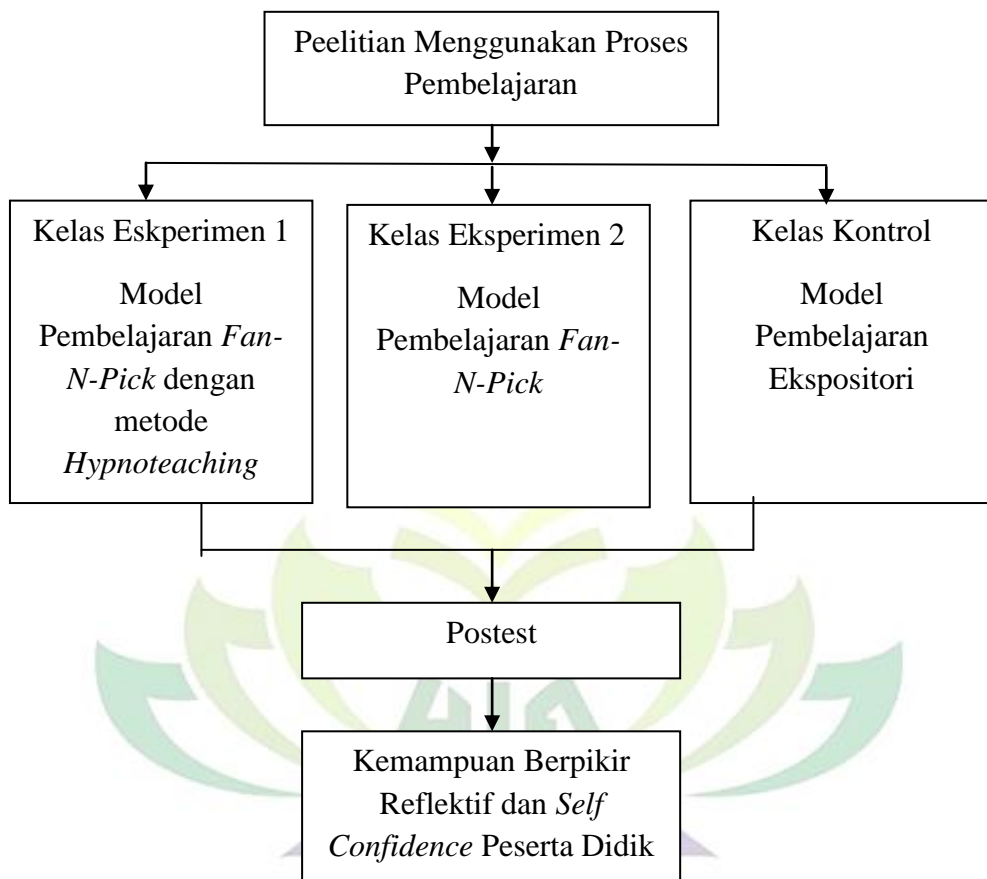 Peelitian Menggunakan Proses
Pembelajaran
Kelas Eskperimen 1
Model
Pembelajaran Fan-
N-Pick dengan
metode
Hypnoteaching
Kelas Eksperimen 2
Model
Pembelajaran Fan-
N-Pick
Kelas Kontrol
Model
Pembelajaran
Ekspositori
Postest
Kemampuan Berpikir
Reflektif dan Self
Confidence Peserta Didik